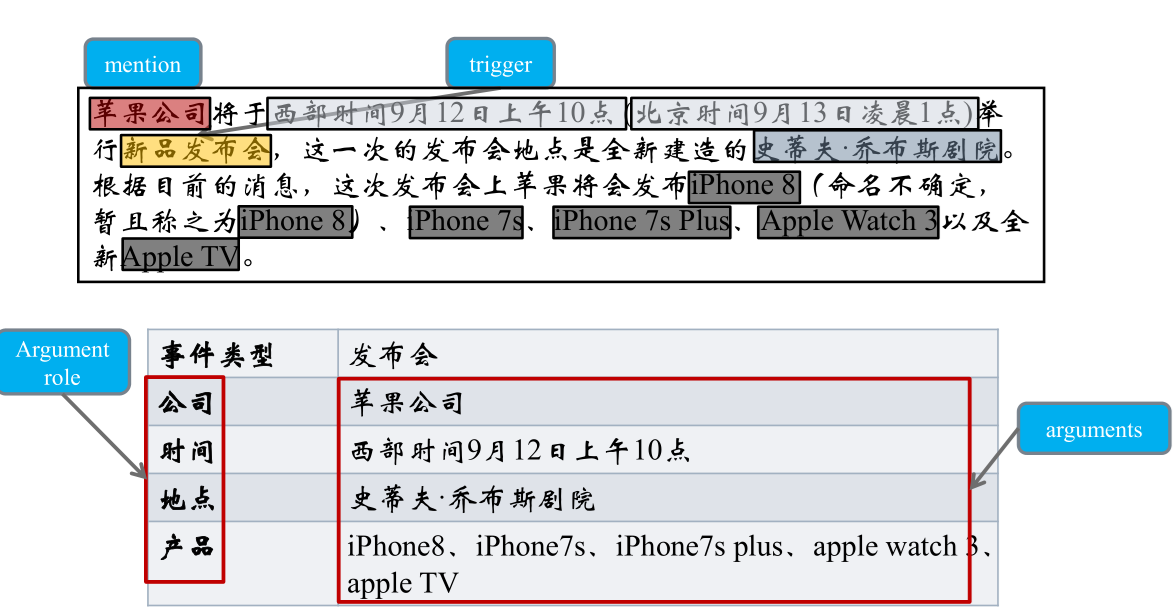 mention
trigger
苹果公司将于西部时间9月12日上午10点(北京时间9月13日凌晨1点)举
行新品发布会，这一次的发布会地点是全新建造的史蒂夫·乔布斯剧院。
根据目前的消息，这次发布会上苹果将会发布iPhone 8（命名不确定，
暂且称之为iPhone 8）、iPhone 7s、iPhone 7s Plus、Apple Watch 3以及全
新Apple TV。
Argument
role
事件类型 发布会
公司 苹果公司
时间 西部时间9月12日上午10点
地点 史蒂夫·乔布斯剧院
产品 iPhone8、iPhone7s、iPhone7s plus、apple watch 3、
apple TV
arguments